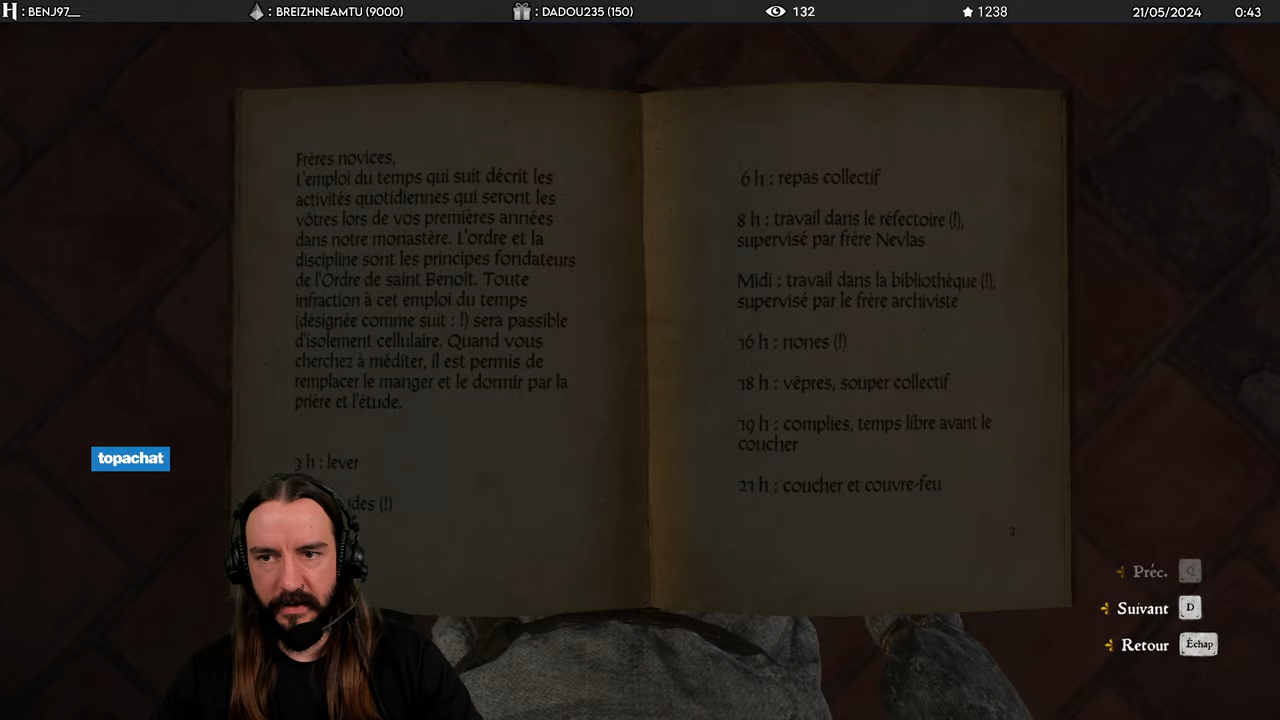 H : BENJ97__
: BREIZHNEAMTU (9000)
: DADOU235 (150)
132
1238
21/05/2024
0:43
Frères novices,
L'emploi du temps qui suit décrit les
activités quotidiennes qui seront les
vôtres lors de vos premières années
dans notre monastère. L'ordre et la
discipline sont les principes fondateurs
de l'Ordre de saint Benoît. Toute
infraction à cet emploi du temps
(désignée comme suit : !) sera passible
d'isolement cellulaire. Quand vous
cherchez à méditer, il est permis de
remplacer le manger et le dormir par la
prière et l'étude.
3 h : lever
(!)
6 h : repas collectif
8 h : travail dans le réfectoire (!),
supervisé par frère Nevlas
Midi : travail dans la bibliothèque (!),
supervisé par le frère archiviste
16 h : nones (!)
18 h : vêpres, souper collectif
19 h : complies, temps libre avant le
coucher
21 h : coucher et couvre-feu
2
topachat
Préc. Q
Suivant D
Retour Échap